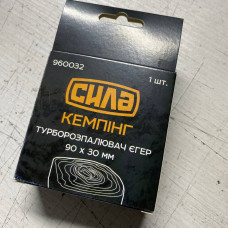 960032
1 шт.
СИЛА
КЕМПІНГ
ТУРБОРОЗПАЛЮВАЧ ЄГЕР
90 х 30 мм